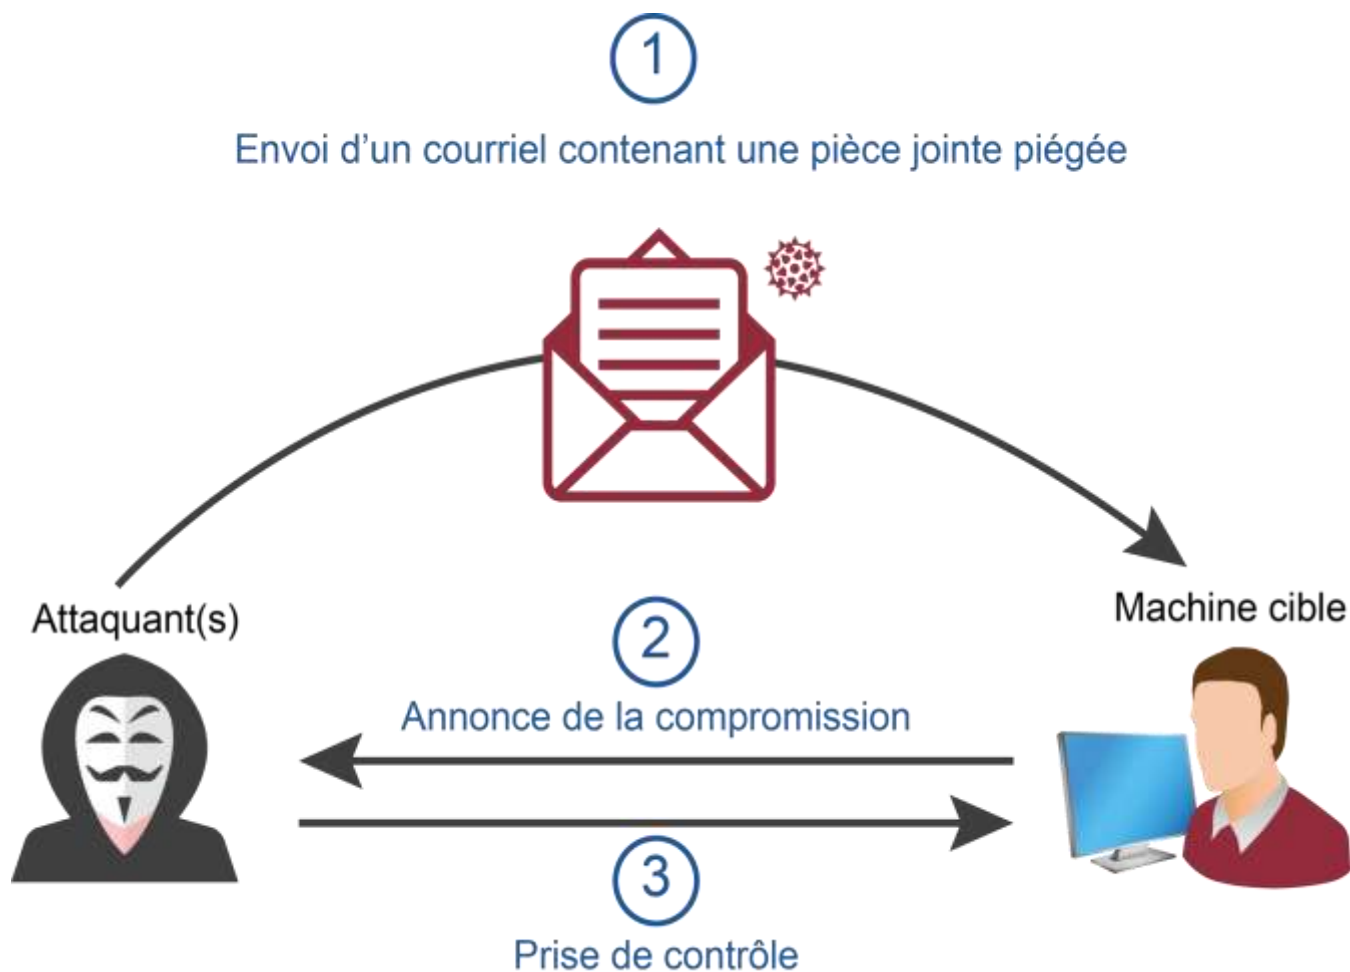 1
Envoi d’un courriel contenant une pièce jointe piégée
Attaquant(s)
Machine cible
2
Annonce de la compromission
3
Prise de contrôle